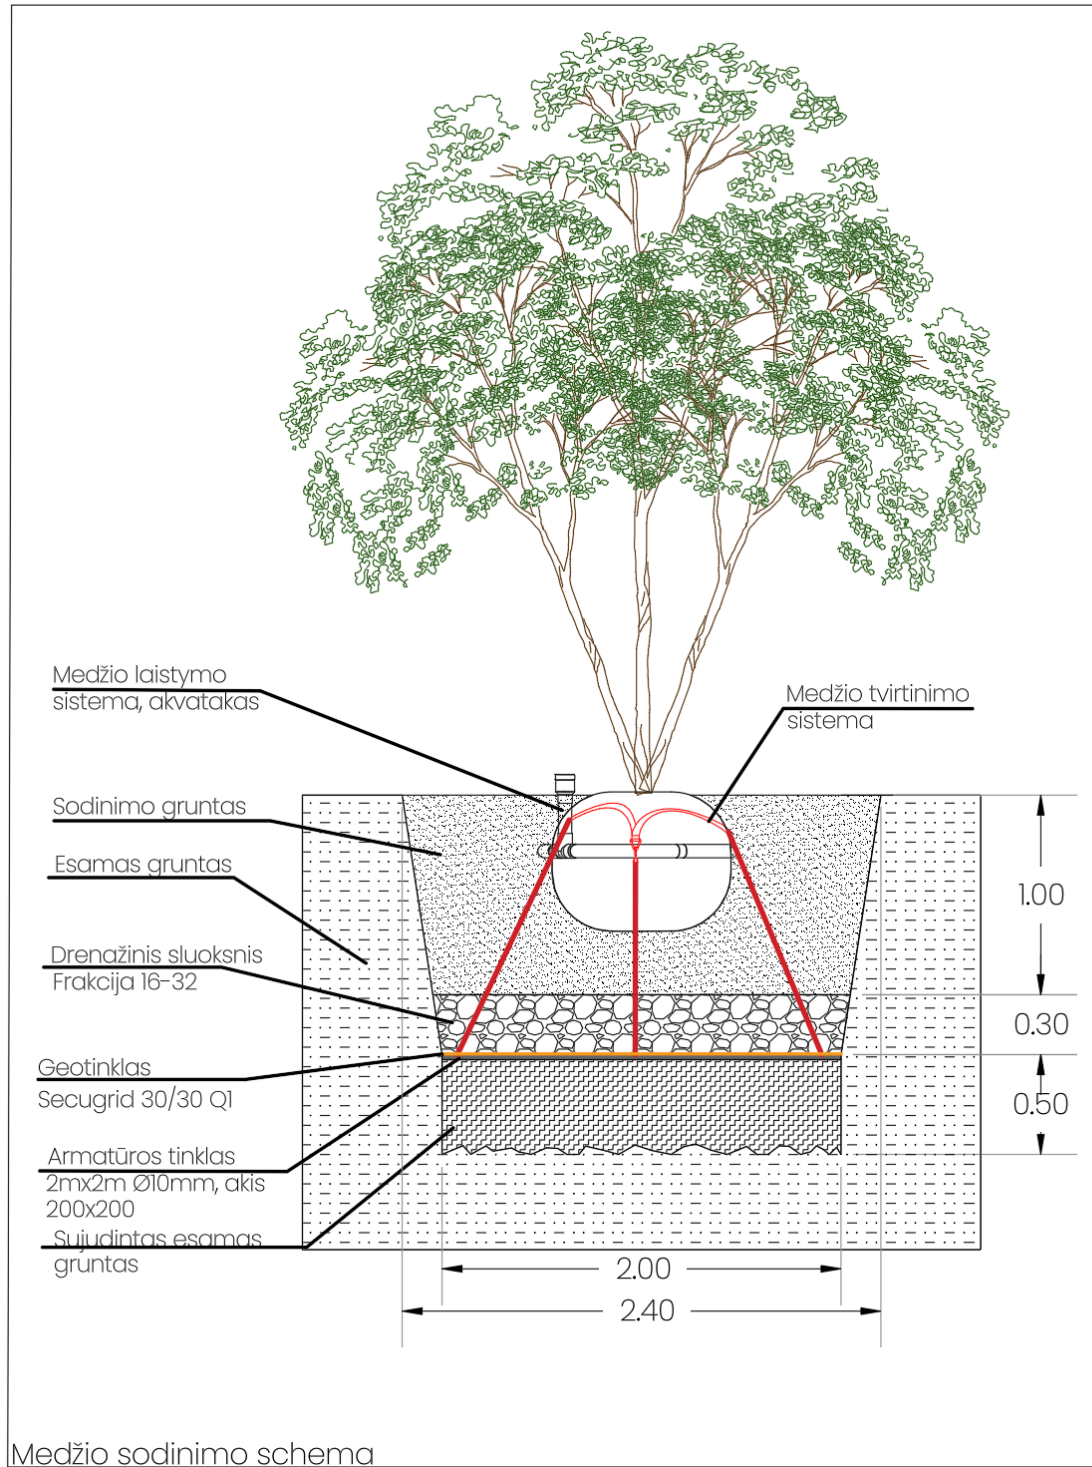 Medžio laistymo
sistema, akvatakas
Medžio tvirtinimo
sistema
Sodinimo gruntas
Esamas gruntas
1.00
Drenažinis sluoksnis
Frakcija 16-32
0.30
Geotinklas
Secugrid 30/30 Q1
0.50
Armatūros tinklas
2mx2m Ø10mm, akis
200x200
Sujudintas esamas
gruntas
2.00
2.40
Medžio sodinimo schema